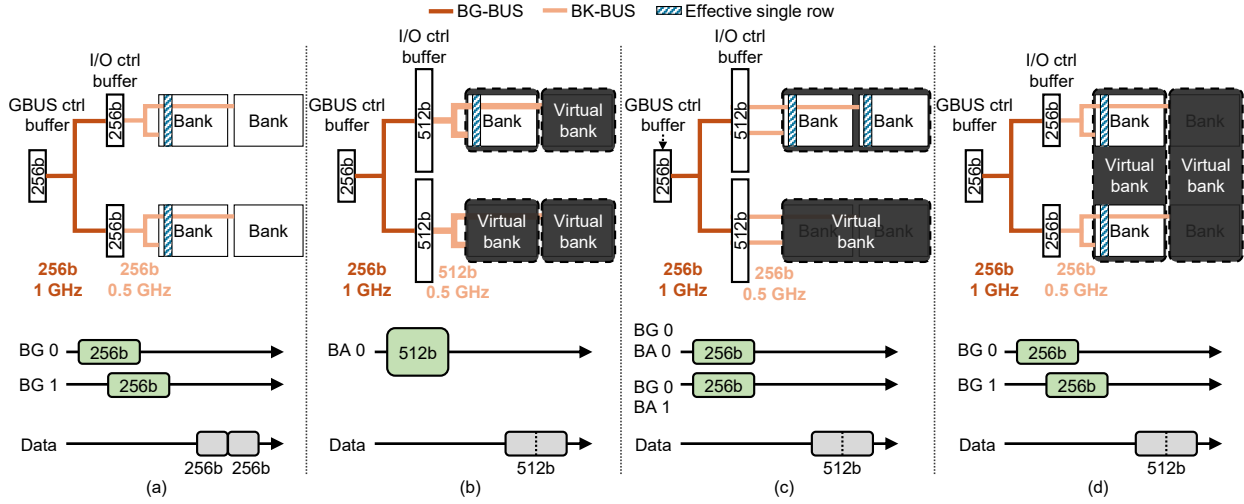 BG-BUS BK-BUS Effective single row
I/O ctrl
buffer
GBUS ctrl
buffer
256b
256b
256b
Bank
Bank
Bank
Bank
256b
1 GHz
256b
0.5 GHz
BG 0
256b
BG 1
256b
Data
256b 256b
(a)
I/O ctrl
buffer
GBUS ctrl
buffer
256b
512b
512b
Bank
Virtual
bank
Virtual
bank
Virtual
bank
256b
1 GHz
512b
0.5 GHz
BA 0
512b
Data
512b
(b)
I/O ctrl
buffer
GBUS ctrl
buffer
256b
512b
512b
Bank
Bank
Virtual
bank
Bank
Bank
256b
1 GHz
256b
0.5 GHz
BG 0
BA 0
256b
BG 0
BA 1
256b
Data
512b
(c)
I/O ctrl
buffer
GBUS ctrl
buffer
256b
256b
256b
Bank
Bank
Virtual
bank
Virtual
bank
Bank
Bank
256b
1 GHz
256b
0.5 GHz
BG 0
256b
BG 1
256b
Data
512b
(d)